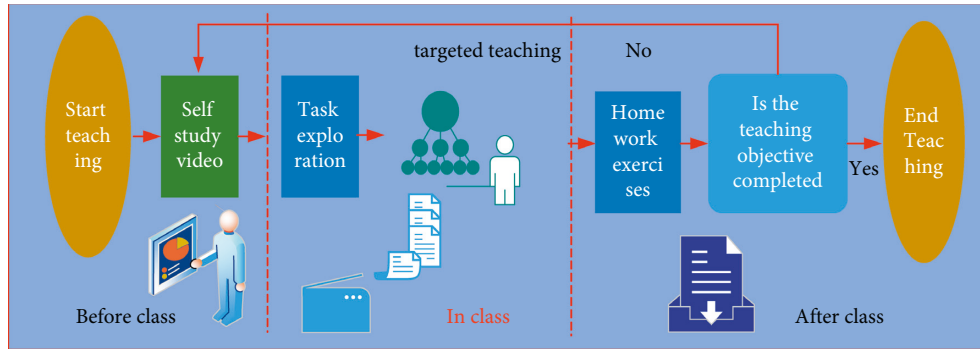 targeted teaching
No
Start
teach
ing
Self
study
video
Task
explo
ration
Home
work
exerci
ses
Is the
teaching
objective
completed
Yes
End
Teac
hing
Before class
In class
After class